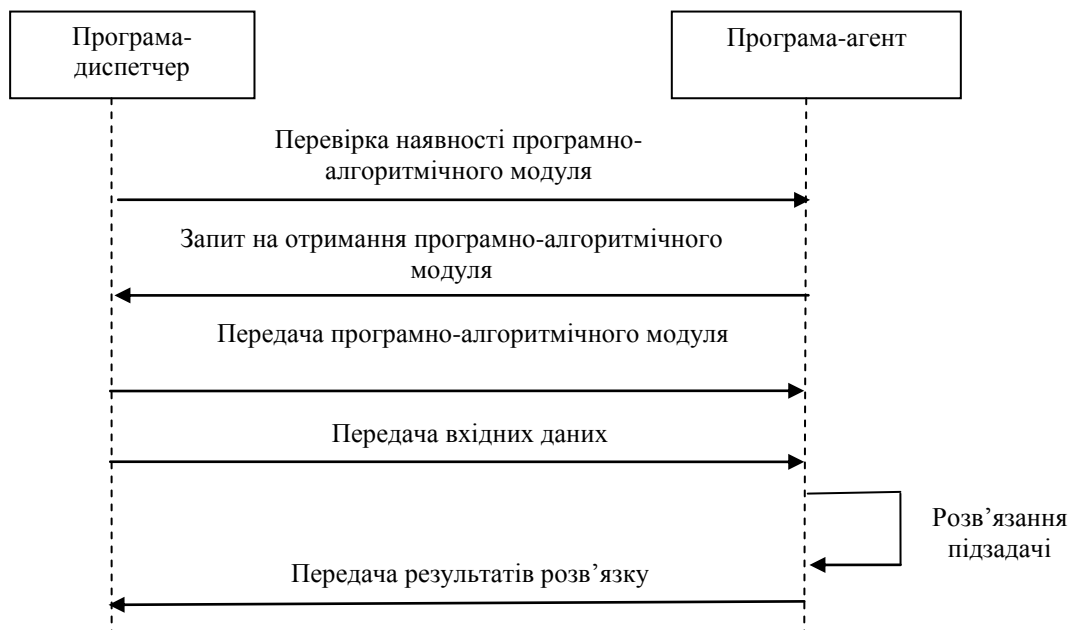 Програма-
диспетчер
Програма-агент
Перевірка наявності програмно-
алгоритмічного модуля
Запит на отримання програмно-алгоритмічного
модуля
Передача програмно-алгоритмічного модуля
Передача вхідних даних
Розв’язання
підзадачі
Передача результатів розв’язку